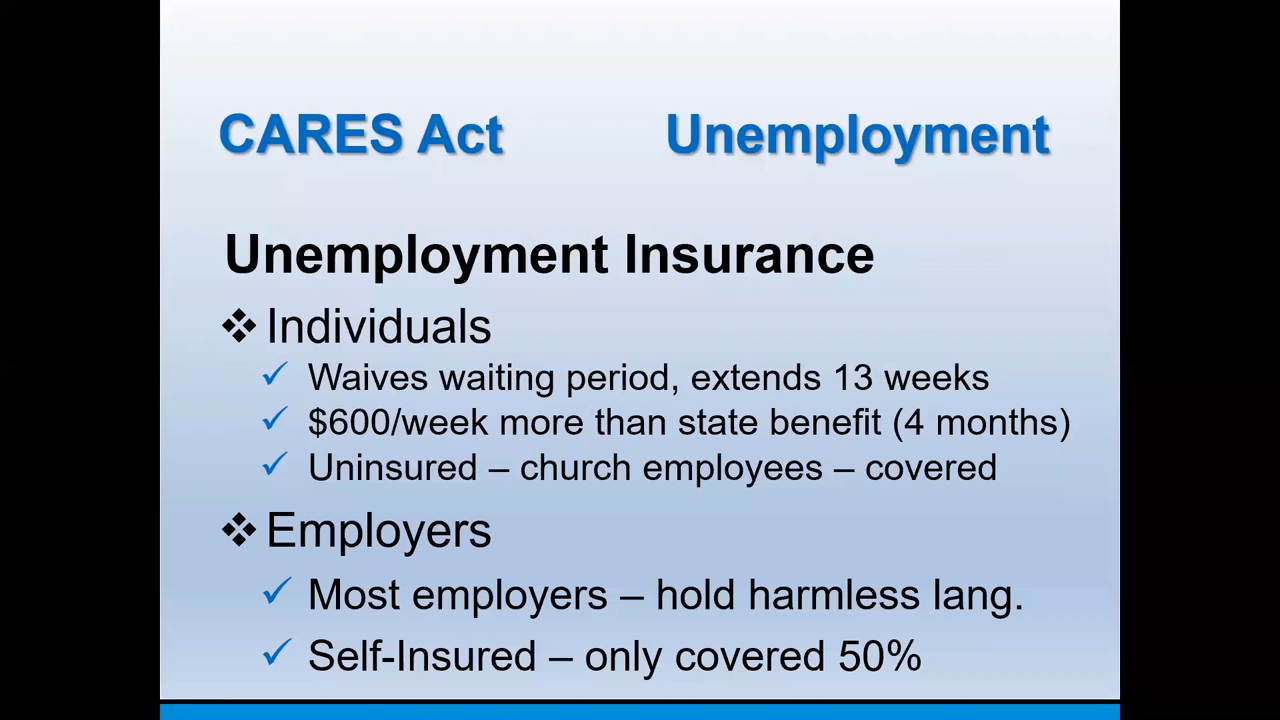 CARES Act Unemployment
Unemployment Insurance
❖ Individuals
✓ Waives waiting period, extends 13 weeks
✓ $600/week more than state benefit (4 months)
✓ Uninsured – church employees – covered
❖ Employers
✓ Most employers – hold harmless lang.
✓ Self-Insured – only covered 50%